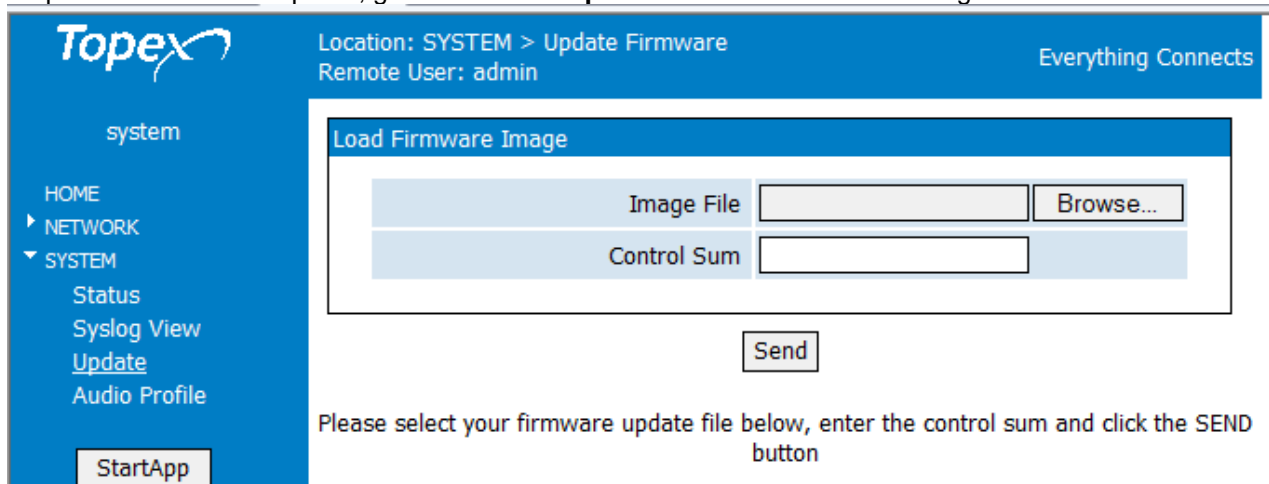 Topex
Location: SYSTEM > Update Firmware
Remote User: admin
Everything Connects
system
HOME
NETWORK
SYSTEM
Status
Syslog View
Update
Audio Profile
StartApp
Load Firmware Image
Image File
Browse...
Control Sum
Send
Please select your firmware update file below, enter the control sum and click the SEND
button